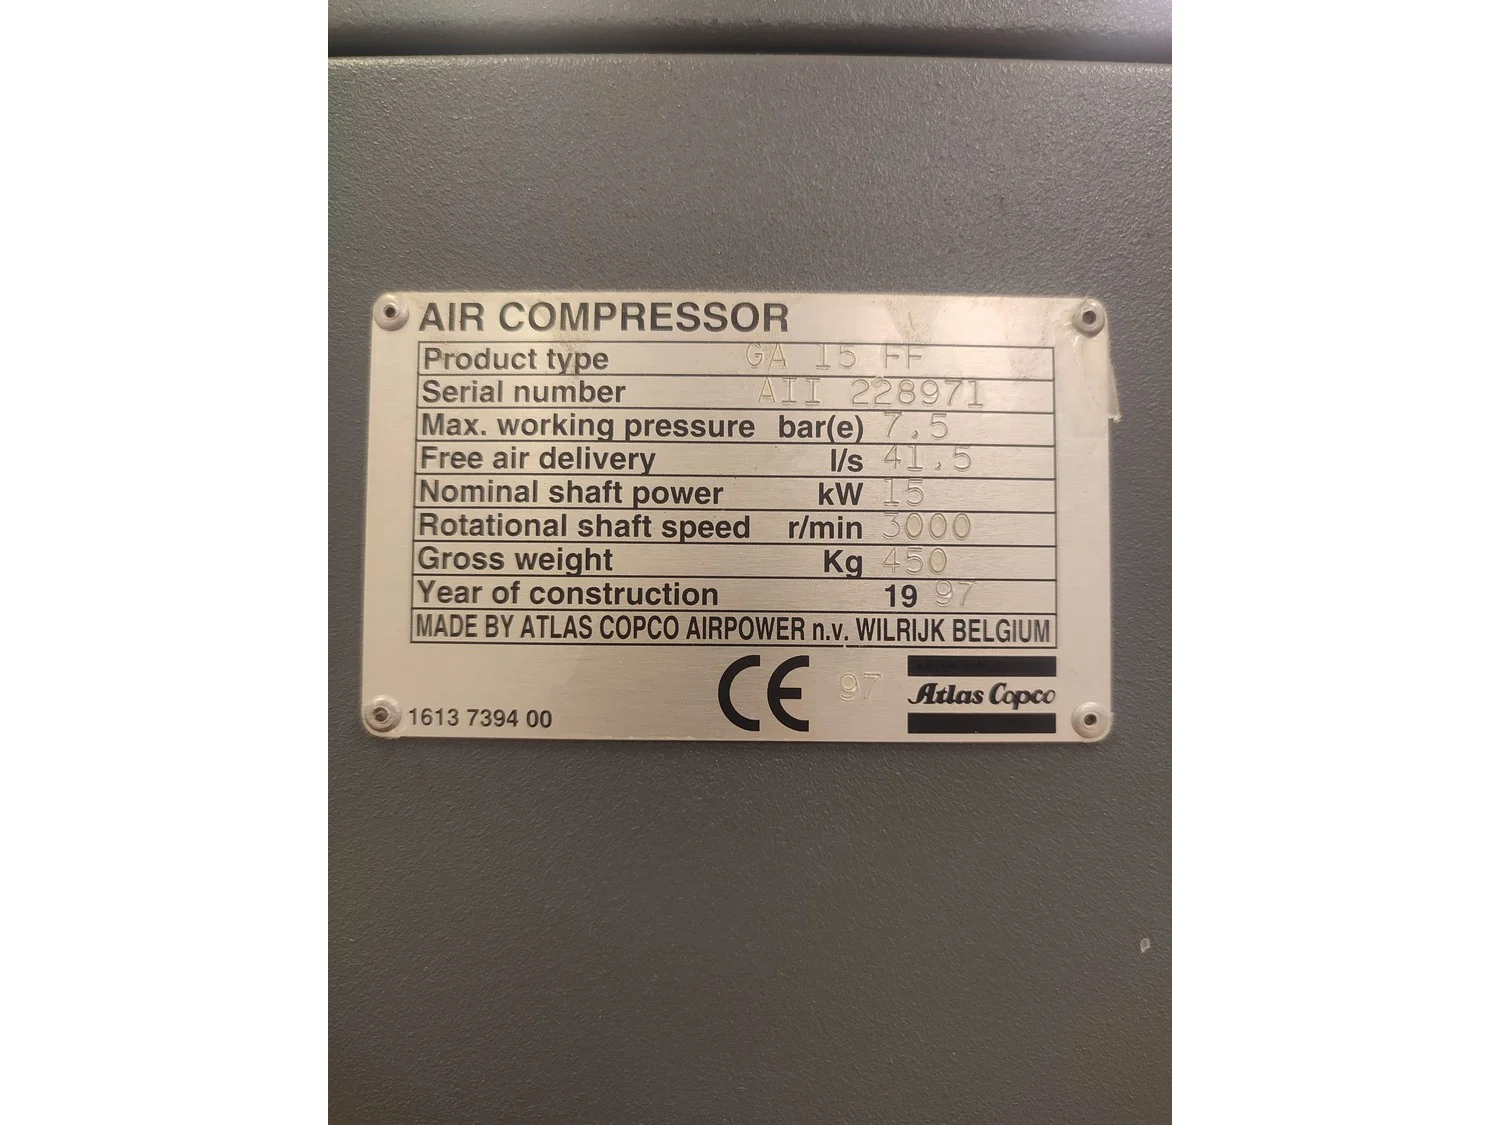 AIR COMPRESSOR
Product type GA 15 FF
Serial number AII 228971
Max. working pressure bar(e) 7.5
Free air delivery l/s 41.5
Nominal shaft power kW 15
Rotational shaft speed r/min 3000
Gross weight Kg 450
Year of construction 19 97
MADE BY ATLAS COPCO AIRPOWER n.v. WILRIJK BELGIUM
CE 97 Atlas Copco
1613 7394 00